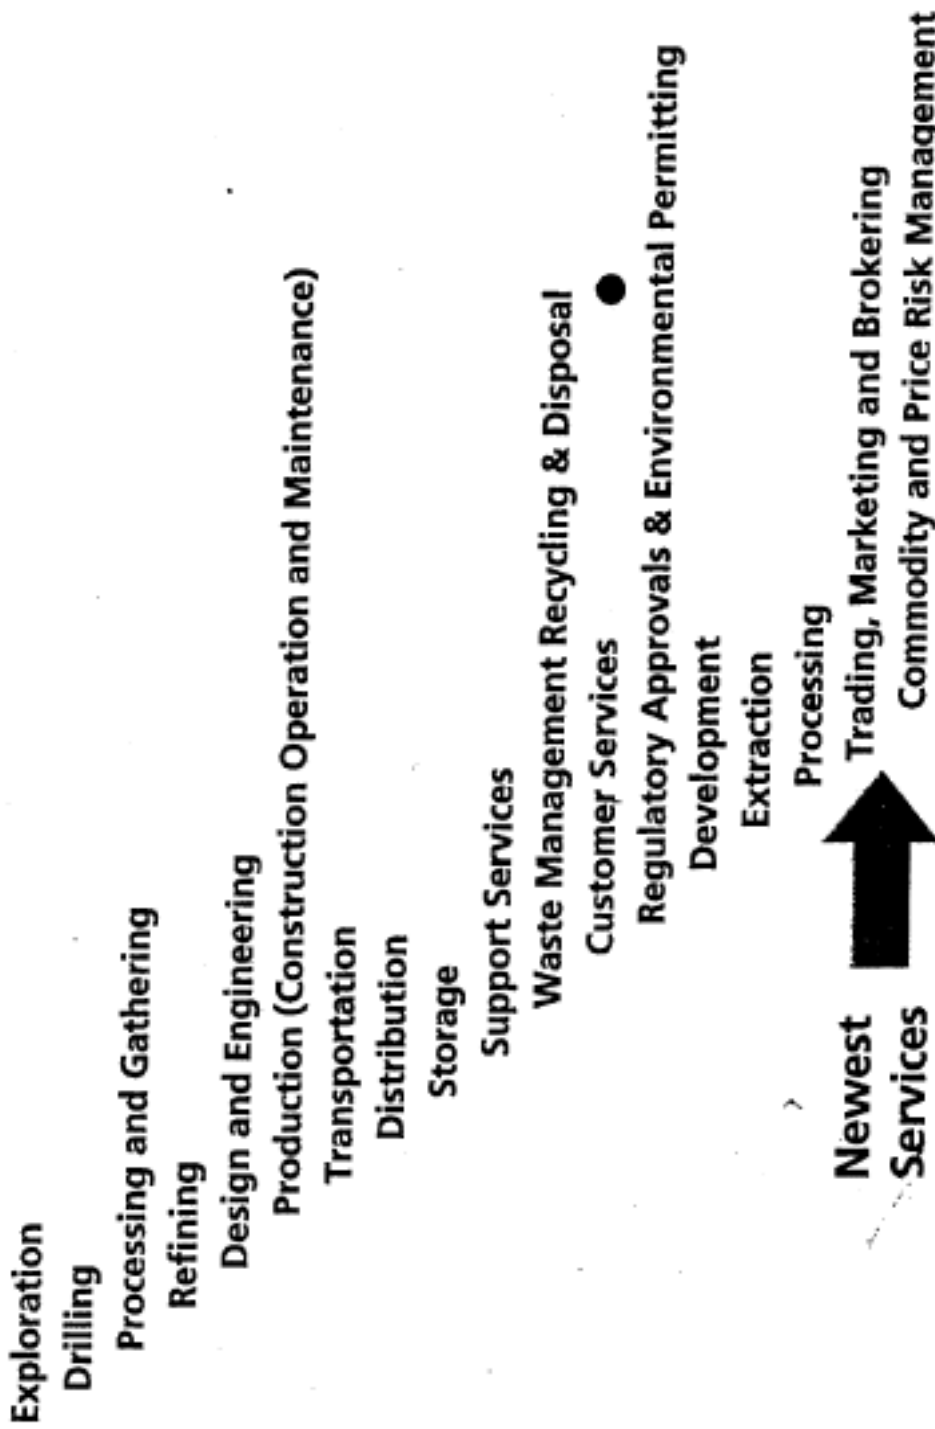 Exploration
Drilling
Processing and Gathering
Refining
Design and Engineering
Production (Construction Operation and Maintenance)
Transportation
Distribution
Storage
Support Services
Waste Management Recycling & Disposal
Customer Services
Regulatory Approvals & Environmental Permitting
Development
Extraction
Processing
Newest
Services
Trading, Marketing and Brokering
Commodity and Price Risk Management